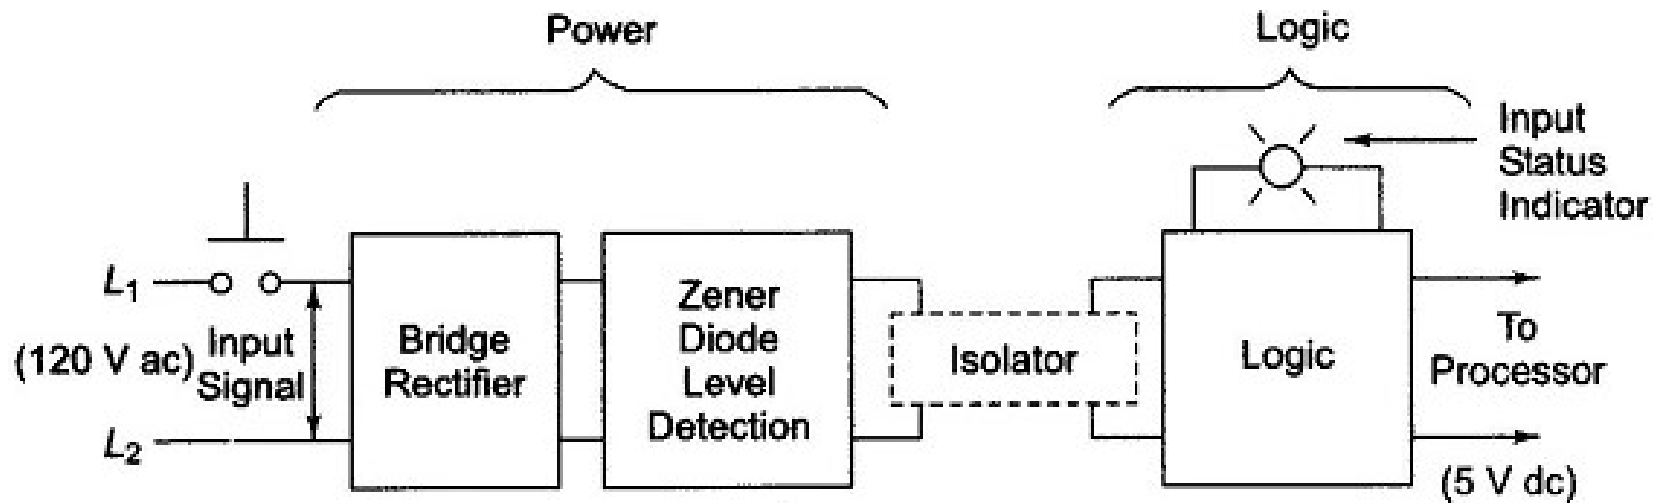 Power
Logic
Input
Status
Indicator
L1
(120 V ac)
Input
Signal
L2
Bridge
Rectifier
Zener
Diode
Level
Detection
Isolator
Logic
To
Processor
(5 V dc)